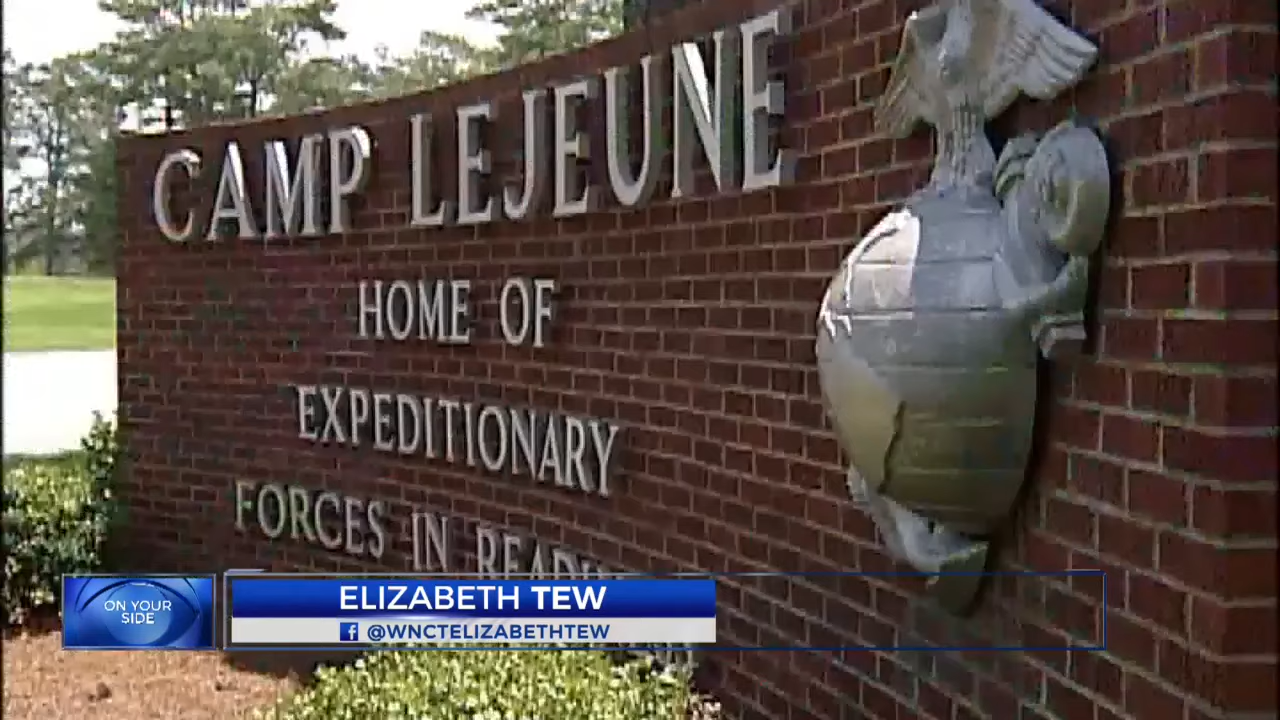 CAMP LEJEUNE
HOME OF
EXPEDITIONARY
FORCES IN
ON YOUR
SIDE
ELIZABETH TEW
@WNCTELIZABETHTEW